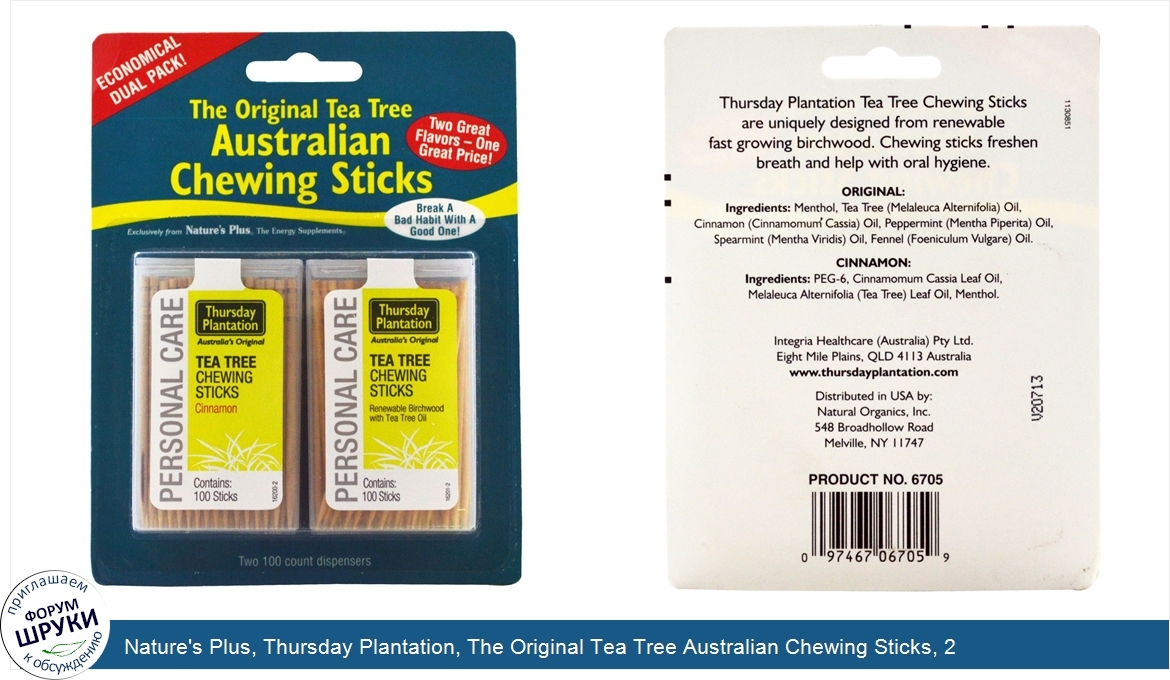 ECONOMICAL
DUAL PACK!
The Original Tea Tree
Australian
Chewing Sticks
Two Great
Flavors – One
Great Price!
Break A
Bad Habit With A
Good One!
Exclusively from Nature's Plus, The Energy Supplements.
PERSONAL CARE
Thursday
Plantation
Australia's Original
TEA TREE
CHEWING
STICKS
Cinnamon
Contains:
100 Sticks
16200-2
PERSONAL CARE
Thursday
Plantation
Australia's Original
TEA TREE
CHEWING
STICKS
Renewable Birchwood
with Tea Tree Oil
Contains:
100 Sticks
16201-2
Two 100 count dispensers
Thursday Plantation Tea Tree Chewing Sticks
are uniquely designed from renewable
fast growing birchwood. Chewing sticks freshen
breath and help with oral hygiene.
1130851
ORIGINAL:
Ingredients: Menthol, Tea Tree (Melaleuca Alternifolia) Oil,
Cinnamon (Cinnamomum Cassia) Oil, Peppermint (Mentha Piperita) Oil,
Spearmint (Mentha Viridis) Oil, Fennel (Foeniculum Vulgare) Oil.
CINNAMON:
Ingredients: PEG-6, Cinnamomum Cassia Leaf Oil,
Melaleuca Alternifolia (Tea Tree) Leaf Oil, Menthol.
Integria Healthcare (Australia) Pty Ltd.
Eight Mile Plains, QLD 4113 Australia
www.thursdayplantation.com
Distributed in USA by:
Natural Organics, Inc.
548 Broadhollow Road
Melville, NY 11747
V20713
PRODUCT NO. 6705
0 97467 06705 9
приглашаем
ФОРУМ
ШРУКИ
к обсуждению
Nature's Plus, Thursday Plantation, The Original Tea Tree Australian Chewing Sticks, 2